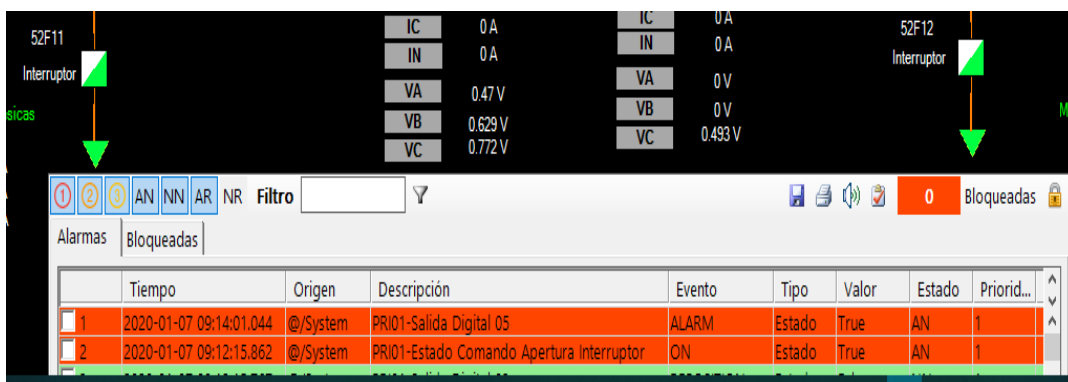 IC 0 A
IC 0 A
52F11
Interruptor
IN 0 A
IN 0 A
52F12
Interruptor
VA 0.47 V
VA 0 V
sicas
VB 0.629 V
VB 0 V
M
VC 0.772 V
VC 0.493 V
1 2 3 AN NN AR NR Filtro
0 Bloqueadas
Alarmas Bloqueadas
Tiempo Origen Descripción Evento Tipo Valor Estado Priorid...
1 2020-01-07 09:14:01.044 @/System PRI01-Salida Digital 05 ALARM Estado True AN 1
2 2020-01-07 09:12:15.862 @/System PRI01-Estado Comando Apertura Interruptor ON Estado True AN 1